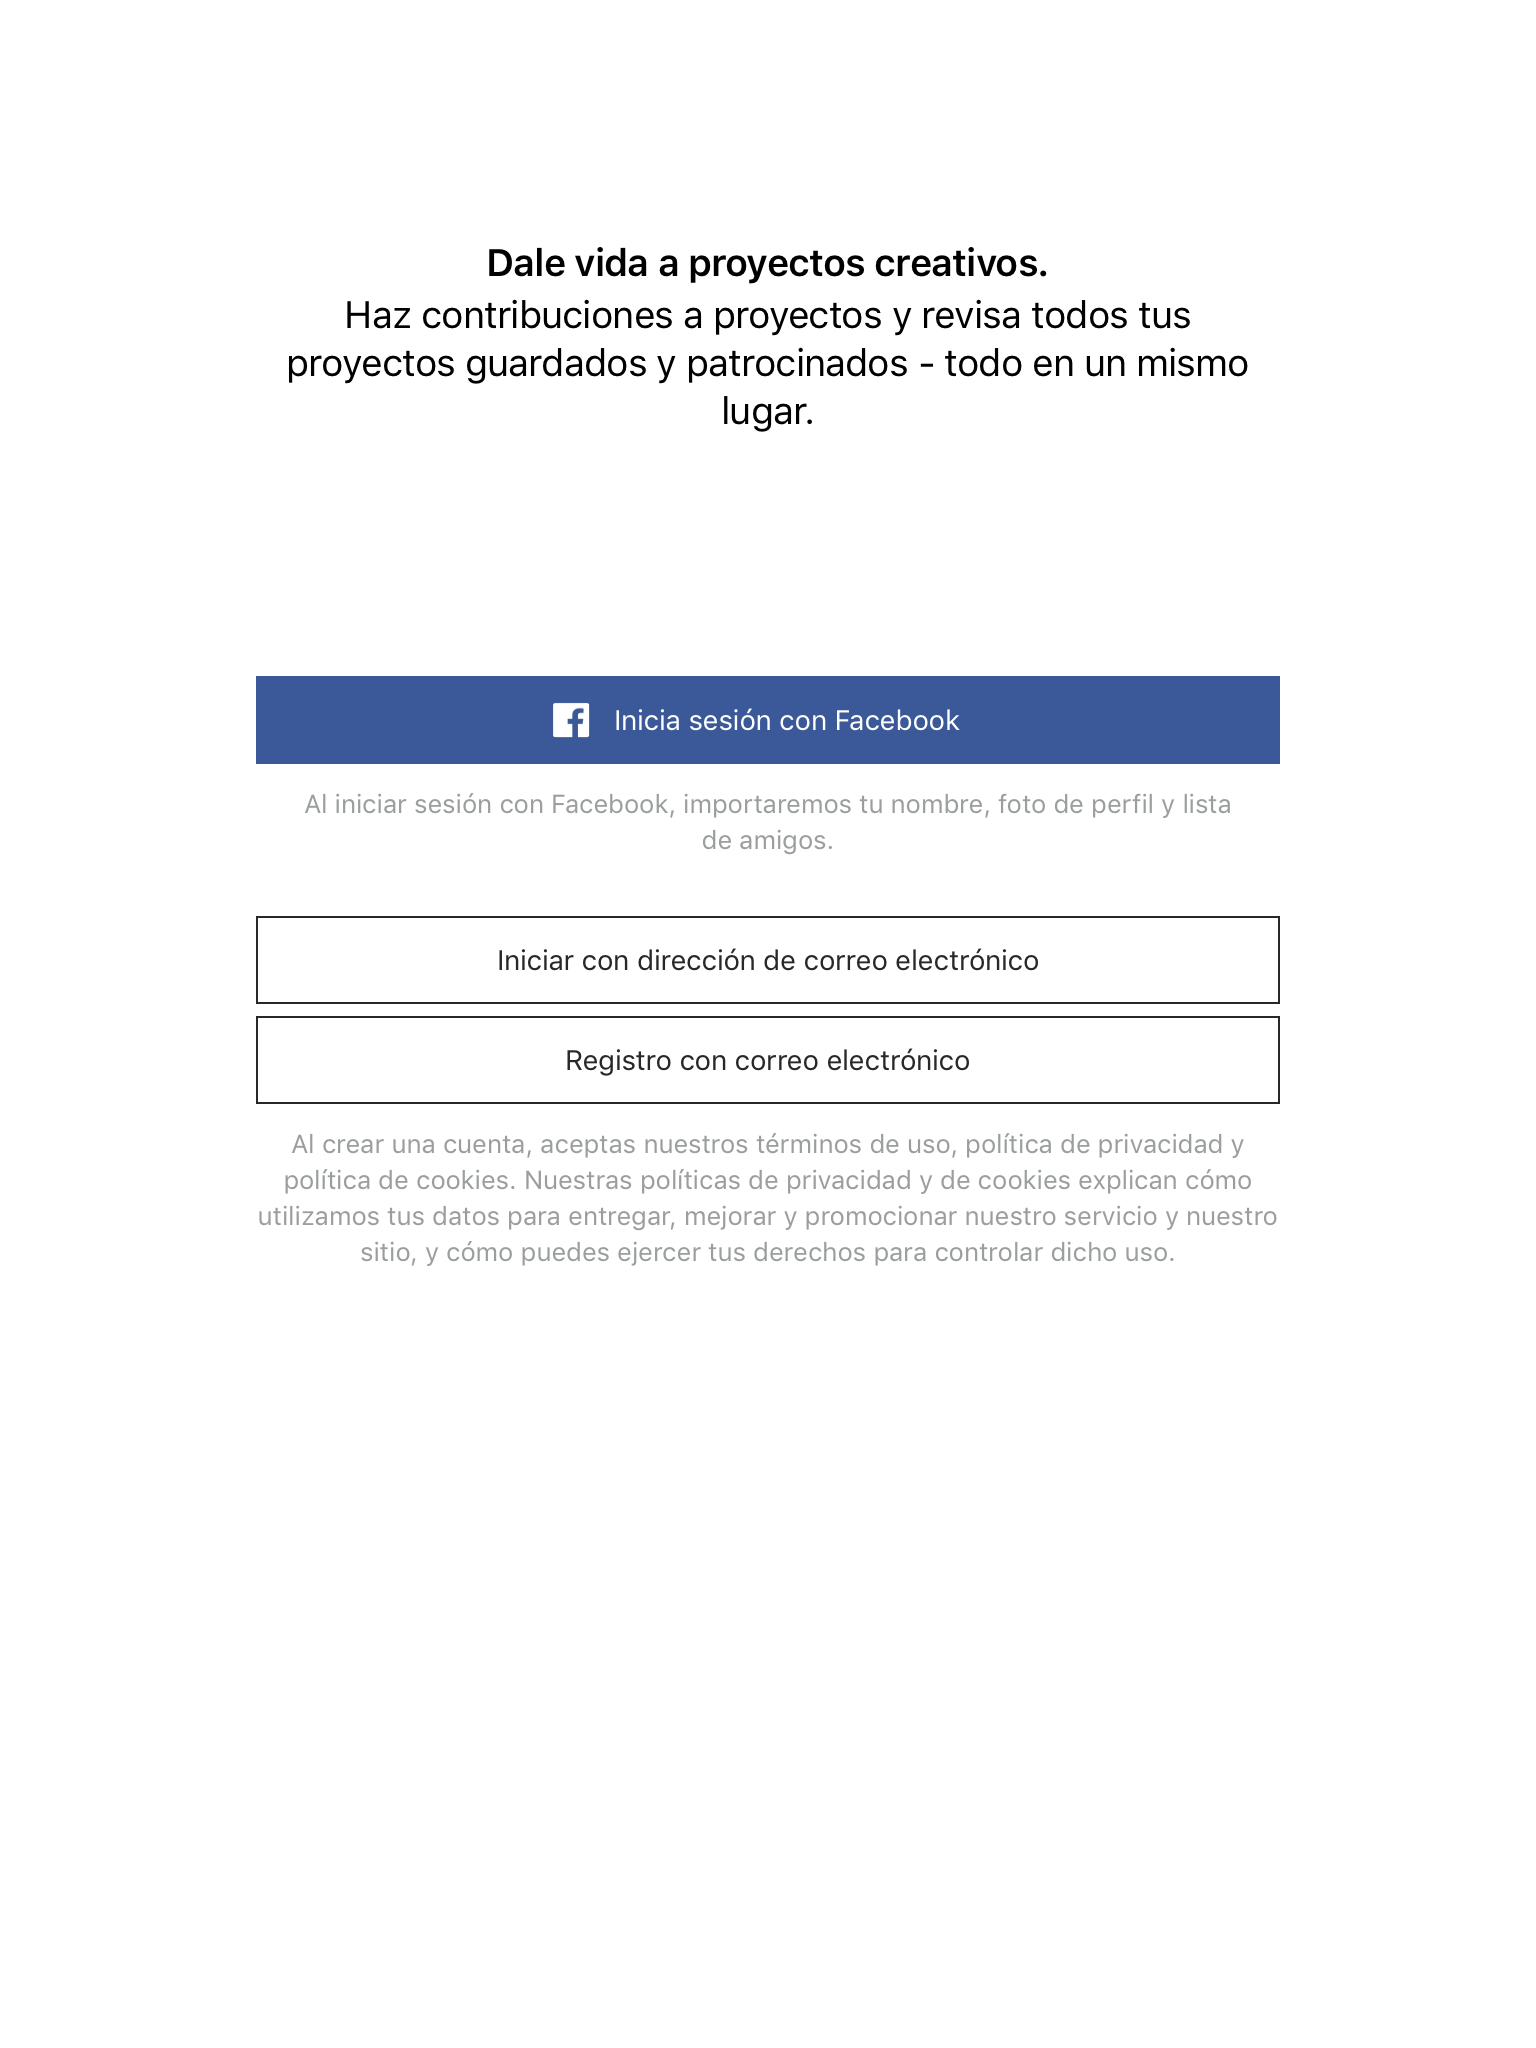 Dale vida a proyectos creativos.
Haz contribuciones a proyectos y revisa todos tus
proyectos guardados y patrocinados - todo en un mismo
lugar.
Inicia sesión con Facebook
Al iniciar sesión con Facebook, importaremos tu nombre, foto de perfil y lista
de amigos.
Iniciar con dirección de correo electrónico
Registro con correo electrónico
Al crear una cuenta, aceptas nuestros términos de uso, política de privacidad y
política de cookies. Nuestras políticas de privacidad y de cookies explican cómo
utilizamos tus datos para entregar, mejorar y promocionar nuestro servicio y nuestro
sitio, y cómo puedes ejercer tus derechos para controlar dicho uso.